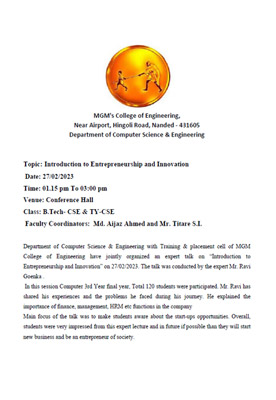 MGM's College of Engineering,
Near Airport, Hingoli Road, Nanded - 431605
Department of Computer Science & Engineering
Topic: Introduction to Entrepreneurship and Innovation
Date: 27/02/2023
Time: 01.15 pm To 03:00 pm
Venue: Conference Hall
Class: B.Tech- CSE & TY-CSE
Faculty Coordinators: Md. Aijaz Ahmed and Mr. Titare S.I.
Department of Computer Science & Engineering with Training & placement cell of MGM
College of Engineering have jointly organized an expert talk on "Introduction to
Entrepreneurship and Innovation" on 27/02/2023. The talk was conducted by the expert Mr. Ravi
Goenka .
In this session Computer 3rd Year final year, Total 120 students were participated. Mr. Ravi has
shared his experiences and the problems he faced during his journey. He explained the
importance of finance, management, HRM etc functions in the company
Main focus of the talk was to make students aware about the start-ups opportunities. Overall,
students were very impressed from this expert lecture and in future if possible than they will start
new business and be an entrepreneur of society.